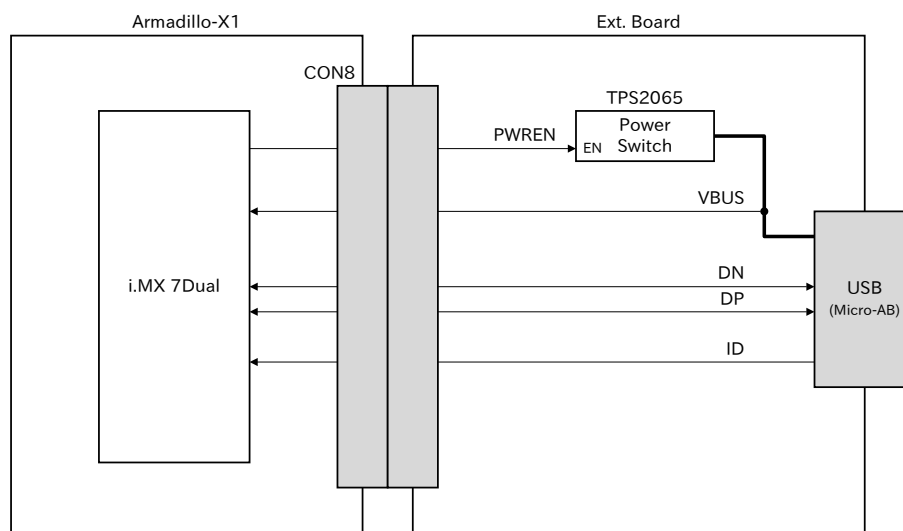 Armadillo-X1
Ext. Board
CON8
TPS2065
Power
Switch
PWREN
EN
VBUS
i.MX 7Dual
DN
DP
USB
(Micro-AB)
ID